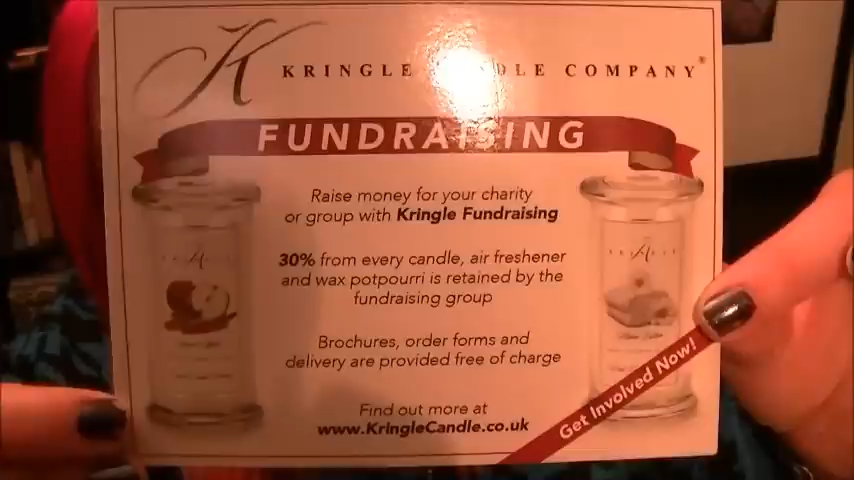 K KRINGLE CANDLE COMPANY®
FUNDRAISING
Raise money for your charity
or group with Kringle Fundraising
30% from every candle, air freshener
and wax potpourri is retained by the
fundraising group
Brochures, order forms and
delivery are provided free of charge
Find out more at
www.KringleCandle.co.uk
Get Involved Now!